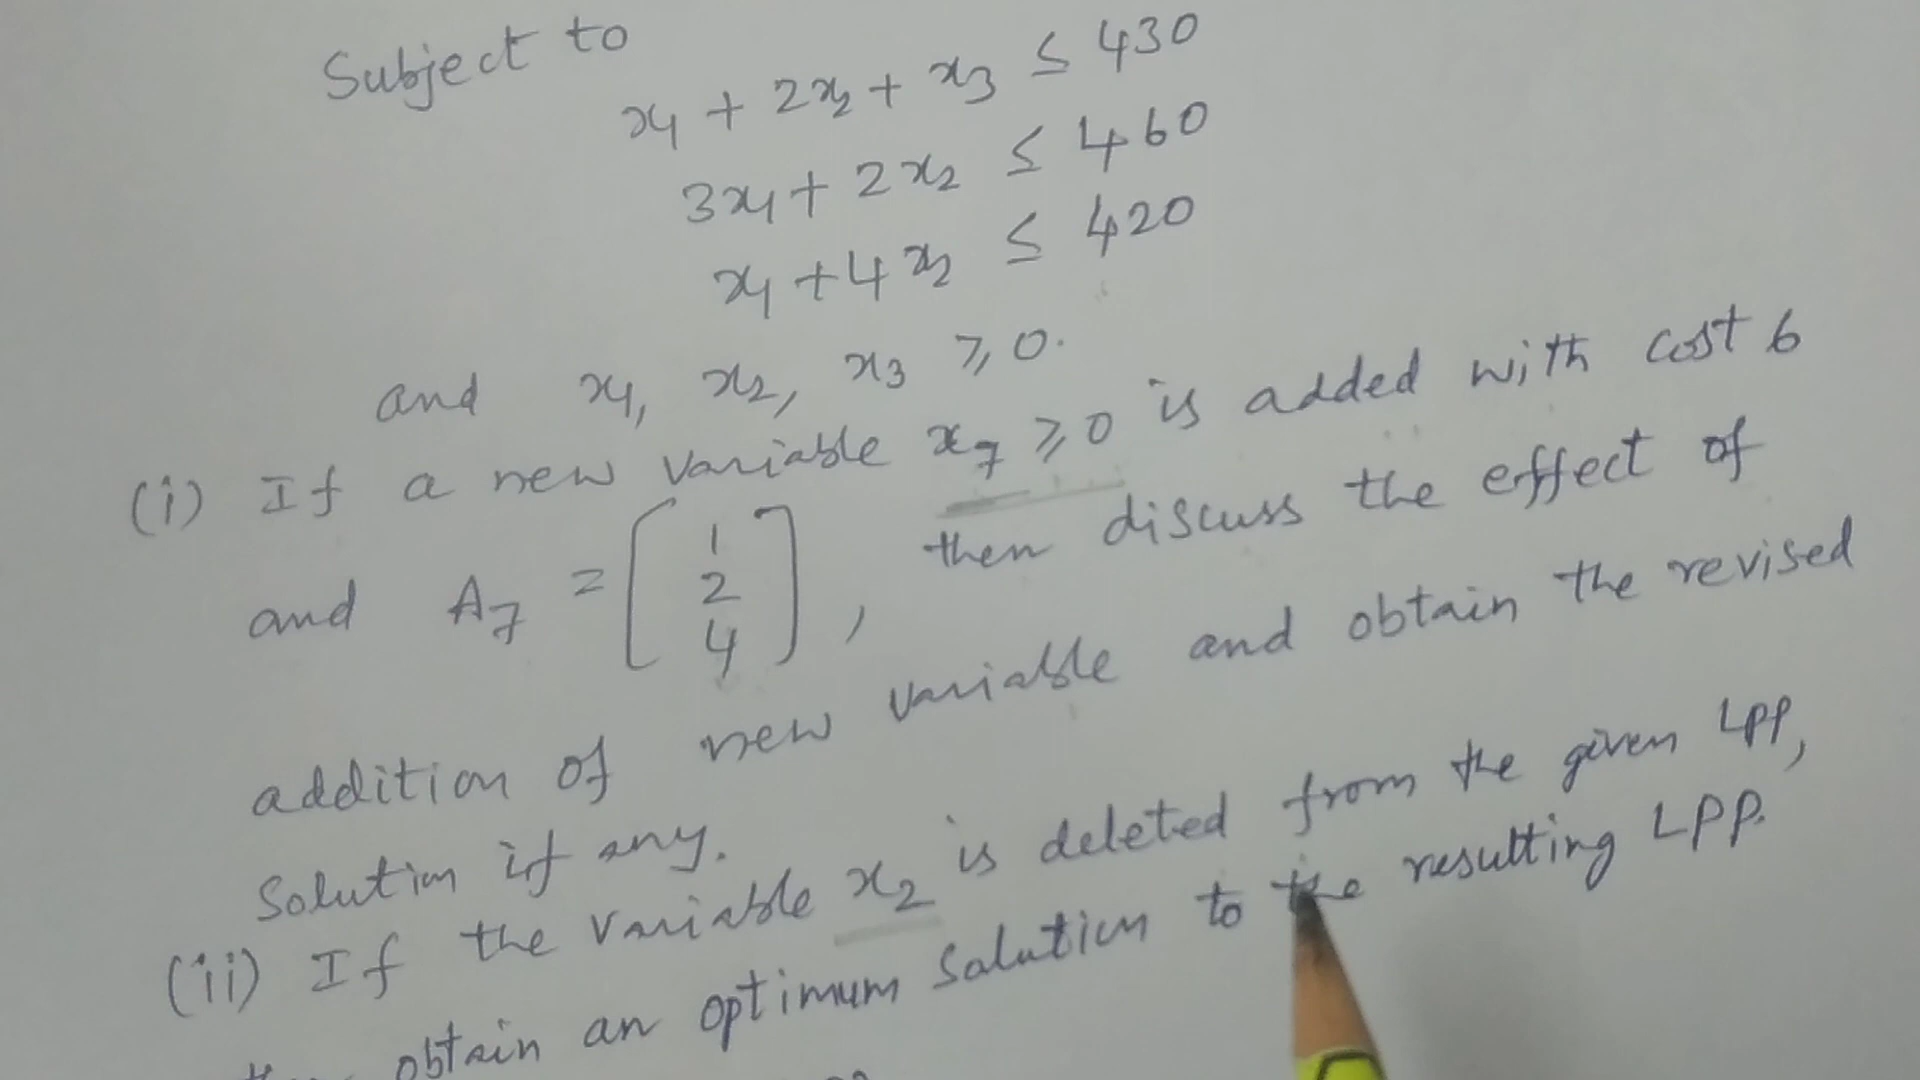 Subject to
x₁ + 2x₂ + x₃ ≤ 430
3x₁ + 2x₂ ≤ 460
x₁ + 4x₂ ≤ 420
and x₁, x₂, x₃ ≥ 0.
(i) If a new variable x₇ ≥ 0 is added with cost 6
and A₇ = [1 2 4], then discuss the effect of
addition of new variable and obtain the revised
solution if any.
(ii) If the variable x₂ is deleted from the given LPP,
obtain an optimum solution to the resulting LPP.